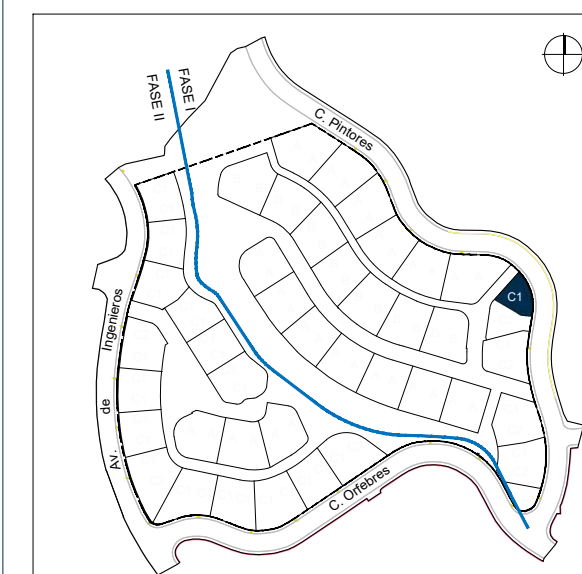 FASE I
FASE II
C. Pintores
C1
Av. de Ingenieros
C. Orfebres